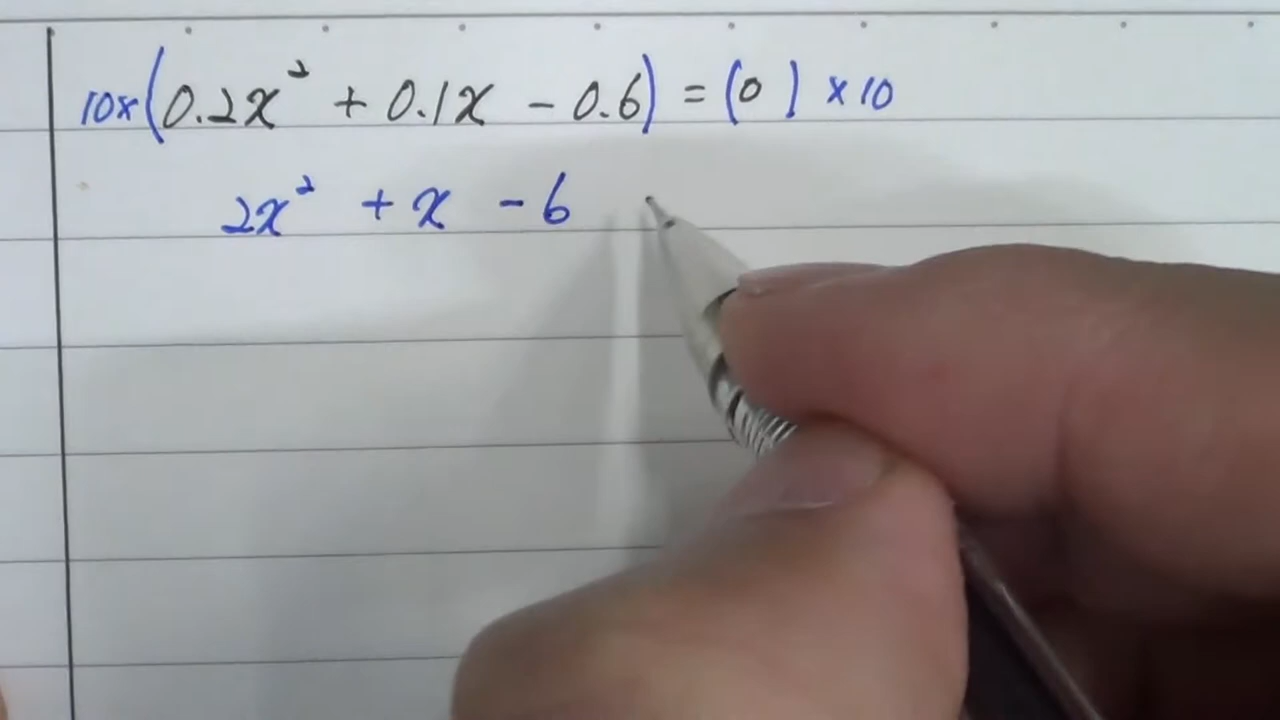 10×(0.2x² + 0.1x - 0.6) = (0) ×10
2x² + x - 6